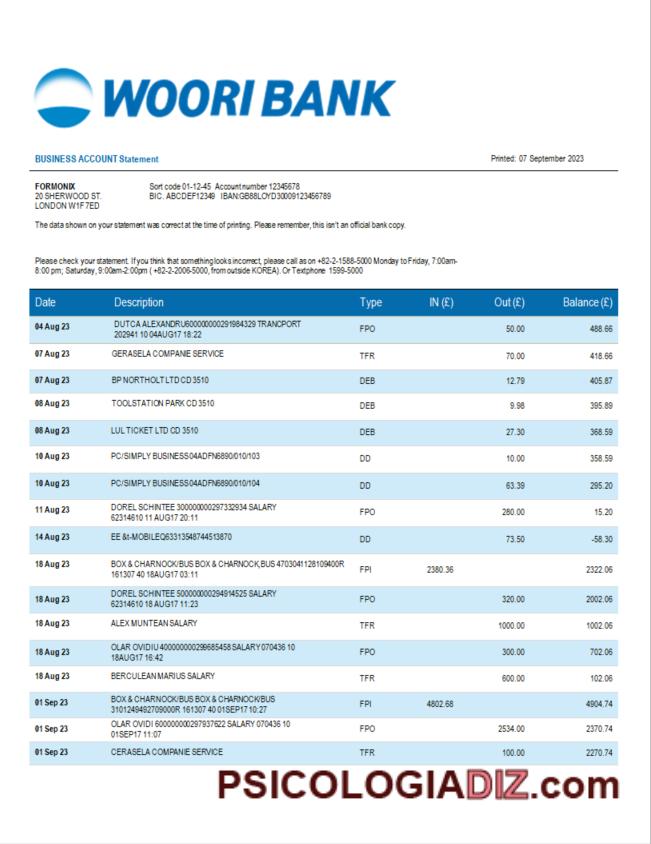 WOORI BANK
BUSINESS ACCOUNT Statement Printed: 07 September 2023
FORMONIX Sort code 01-12-45 Account number 12345678
20 SHERWOOD ST. BIC. ABCDEF12349 IBAN:GB88LOYD30009123456789
LONDON W1F 7ED
The data shown on your statement was correct at the time of printing. Please remember, this isn't an official bank copy.
Please check your statement. If you think that something looks incorrect, please call as on +82-2-1588-5000 Monday to Friday, 7:00am-
8:00 pm; Saturday, 9:00am-2:00pm ( +82-2-2006-5000, from outside KOREA). Or Textphone 1599-5000
Date Description Type IN (£) Out (£) Balance (£)
04 Aug 23 DUTCA ALEXANDRU600000000291984329 TRANCPORT FPO 50.00 488.66
202941 10 04AUG17 18:22
07 Aug 23 GERASELA COMPANIE SERVICE TFR 70.00 418.66
07 Aug 23 BP NORTHOLT LTD CD 3510 DEB 12.79 405.87
08 Aug 23 TOOLSTATION PARK CD 3510 DEB 9.98 395.89
08 Aug 23 LUL TICKET LTD CD 3510 DEB 27.30 368.59
10 Aug 23 PC/SIMPLY BUSINESS04ADFN6890/010/103 DD 10.00 358.59
10 Aug 23 PC/SIMPLY BUSINESS04ADFN6890/010/104 DD 63.39 295.20
11 Aug 23 DOREL SCHINTEE 300000000297332934 SALARY FPO 280.00 15.20
62314610 11 AUG17 20:11
14 Aug 23 EE &t-MOBILEQ63313548744513870 DD 73.50 -58.30
18 Aug 23 BOX & CHARNOCK/BUS BOX & CHARNOCK,BUS 4703041128109400R FPI 2380.36 2322.06
161307 40 18AUG17 03:11
18 Aug 23 DOREL SCHINTEE 500000000294914525 SALARY FPO 320.00 2002.06
62314610 18 AUG17 11:23
18 Aug 23 ALEX MUNTEAN SALARY TFR 1000.00 1002.06
18 Aug 23 OLAR OVIDIU 400000000299685458 SALARY 070436 10 FPO 300.00 702.06
18AUG17 16:42
18 Aug 23 BERCULEAN MARIUS SALARY TFR 600.00 102.06
01 Sep 23 BOX & CHARNOCK/BUS BOX & CHARNOCK/BUS FPI 4802.68 4904.74
3101249492709000R 161307 40 01SEP17 10:27
01 Sep 23 OLAR OVIDI 600000000297937622 SALARY 070436 10 FPO 2534.00 2370.74
01SEP17 11:07
01 Sep 23 CERASELA COMPANIE SERVICE TFR 100.00 2270.74
PSICOLOGIADIZ.com